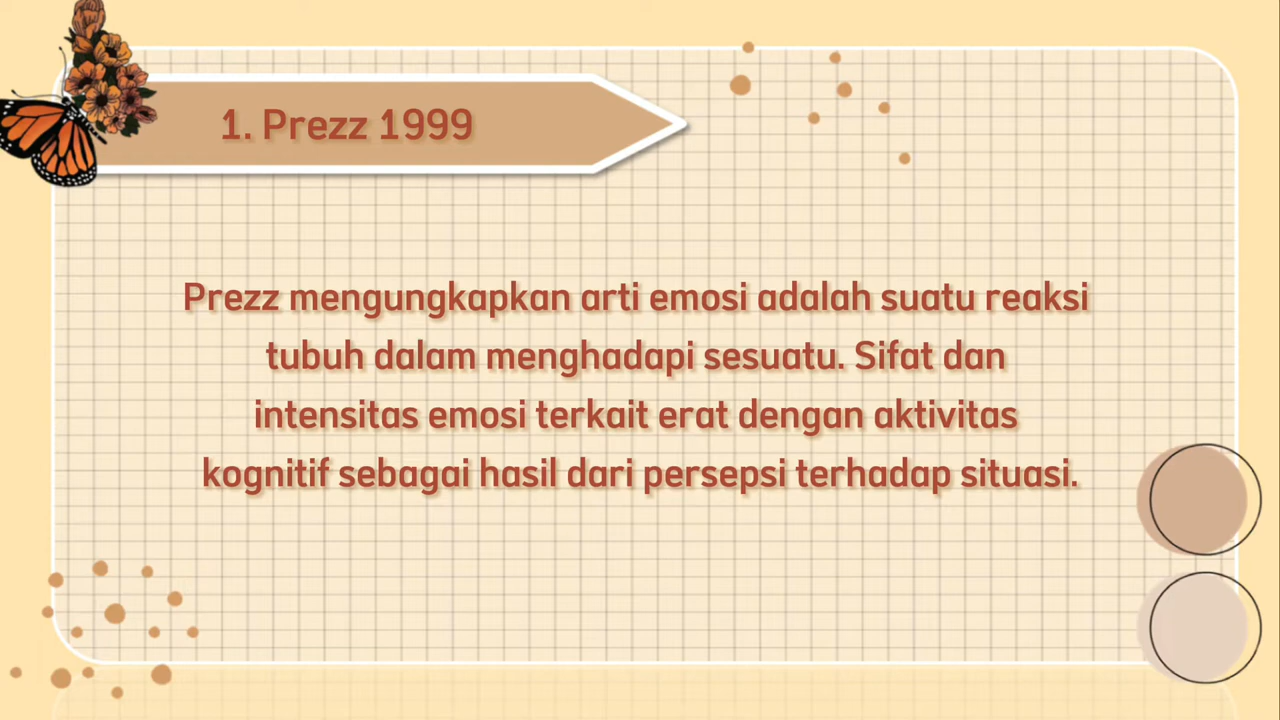 1. Prezz 1999
Prezz mengungkapkan arti emosi adalah suatu reaksi
tubuh dalam menghadapi sesuatu. Sifat dan
intensitas emosi terkait erat dengan aktivitas
kognitif sebagai hasil dari persepsi terhadap situasi.